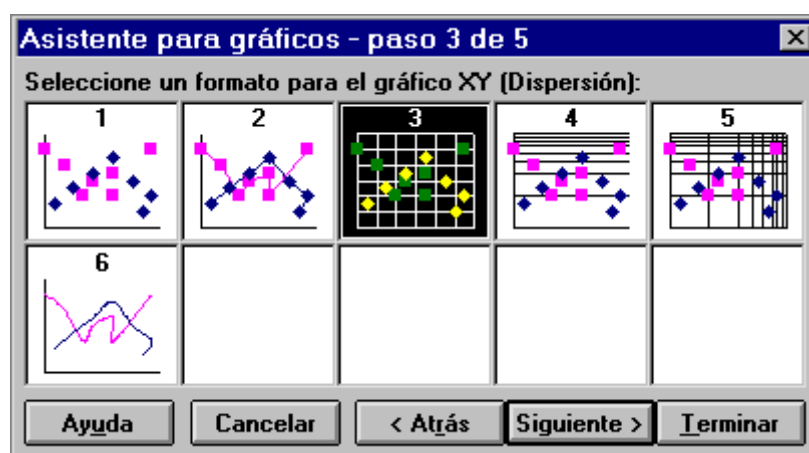 Asistente para gráficos - paso 3 de 5
Seleccione un formato para el gráfico XY (Dispersión):
1 2 3 4 5
6
Ayuda Cancelar < Atrás Siguiente > Terminar